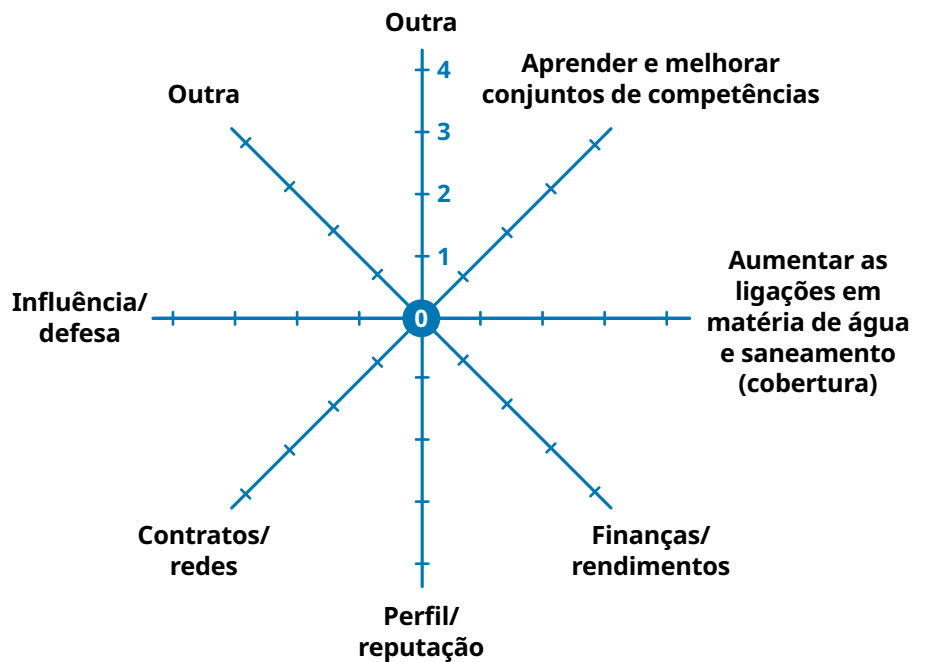 Outra
4
Aprender e melhorar
conjuntos de competências
Outra
3
2
1
Aumentar as
ligações em
matéria de água
e saneamento
(cobertura)
Influência/
defesa
0
Contratos/
redes
Finanças/
rendimentos
Perfil/
reputação